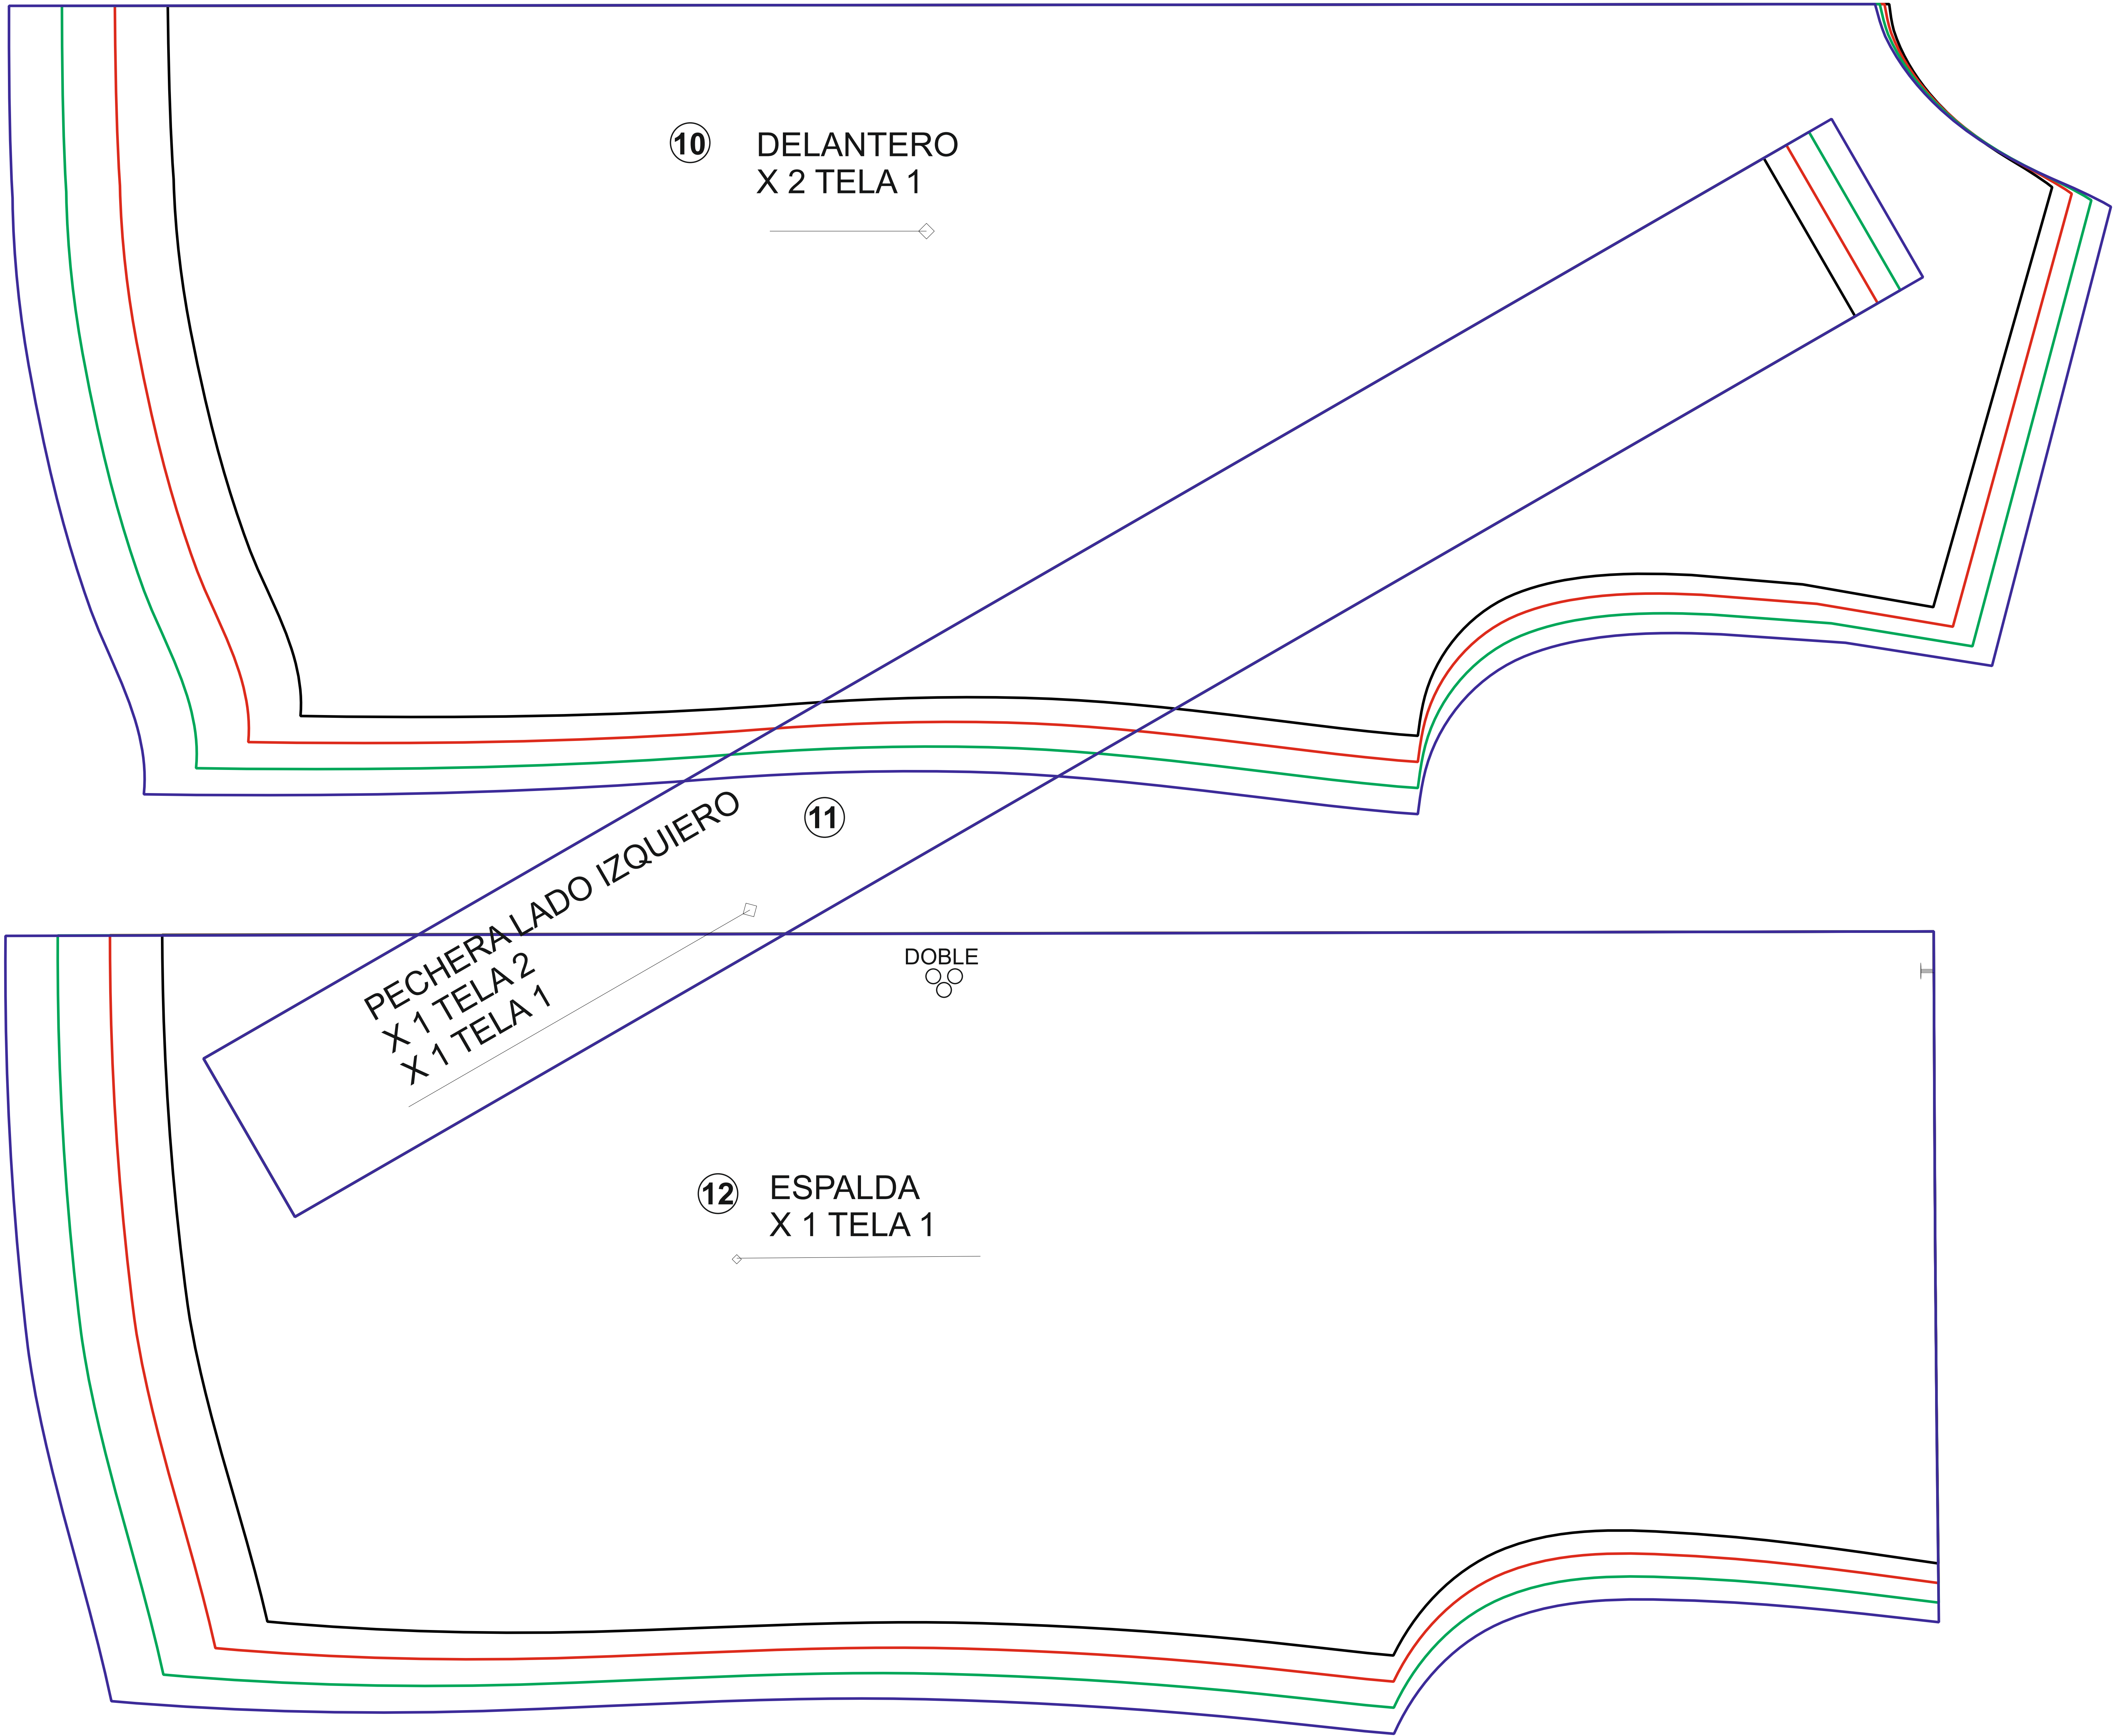 10 DELANTERO
X 2 TELA 1
11
PECHERA LADO IZQUIERO
X 1 TELA 2
X 1 TELA 1
DOBLE
12 ESPALDA
X 1 TELA 1